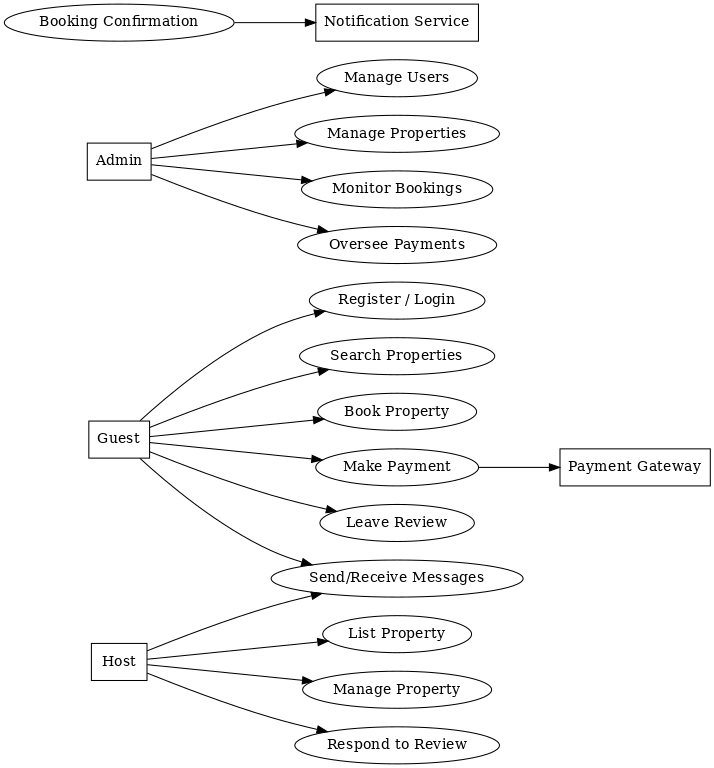 Booking Confirmation
Notification Service
Manage Users
Manage Properties
Admin
Monitor Bookings
Oversee Payments
Register / Login
Search Properties
Book Property
Guest
Make Payment
Payment Gateway
Leave Review
Send/Receive Messages
List Property
Host
Manage Property
Respond to Review